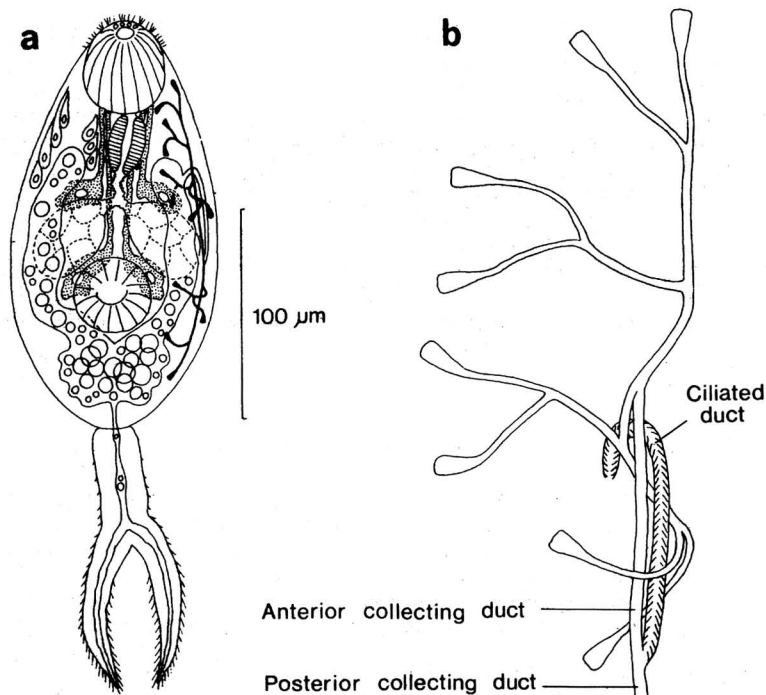 a
b
100 µm
Ciliated
duct
Anterior collecting duct
Posterior collecting duct